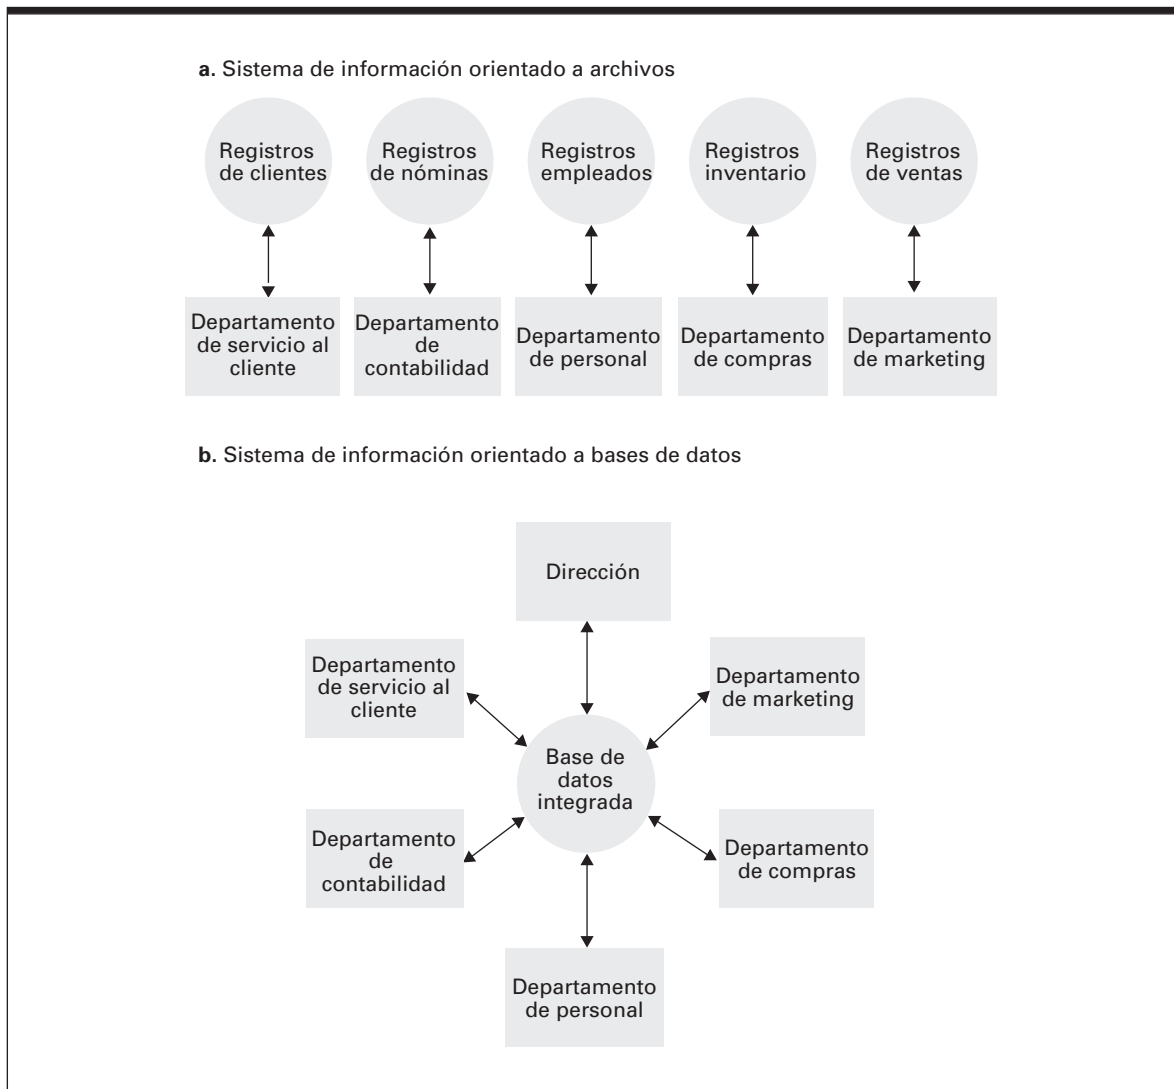 a. Sistema de información orientado a archivos
Registros
de clientes
Registros
de nóminas
Registros
empleados
Registros
inventario
Registros
de ventas
Departamento
de servicio al
cliente
Departamento
de
contabilidad
Departamento
de personal
Departamento
de compras
Departamento
de marketing
b. Sistema de información orientado a bases de datos
Dirección
Departamento
de servicio al
cliente
Departamento
de marketing
Base de
datos
integrada
Departamento
de
contabilidad
Departamento
de compras
Departamento
de personal